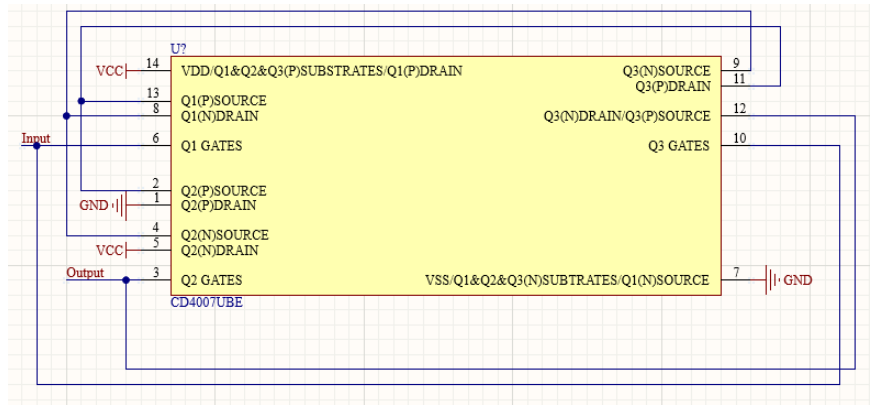 U?
VCC
14
VDD/Q1&Q2&Q3(P)SUBSTRATES/Q1(P)DRAIN
13
Q1(P)SOURCE
8
Q1(N)DRAIN
Input
6
Q1 GATES
2
Q2(P)SOURCE
GND
1
Q2(P)DRAIN
4
Q2(N)SOURCE
VCC
5
Q2(N)DRAIN
Output
3
Q2 GATES
CD4007UBE
Q3(N)SOURCE
9
Q3(P)DRAIN
11
Q3(N)DRAIN/Q3(P)SOURCE
12
Q3 GATES
10
VSS/Q1&Q2&Q3(N)SUBTRATES/Q1(N)SOURCE
7
GND